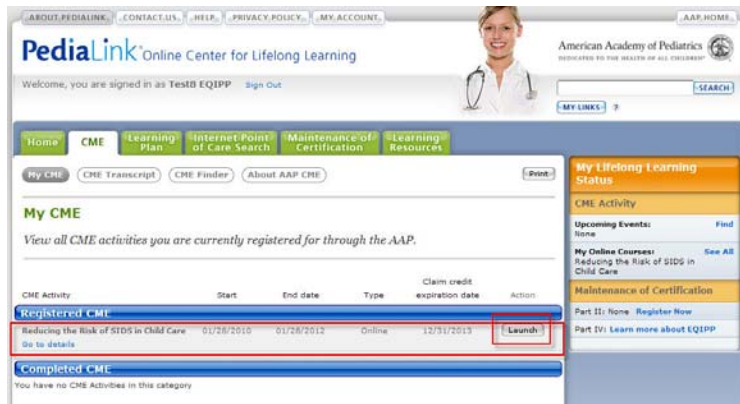 ABOUT PEDIALINK CONTACT US HELP PRIVACY POLICY MY ACCOUNT AAP HOME
PediaLink Online Center for Lifelong Learning
American Academy of Pediatrics
DEDICATED TO THE HEALTH OF ALL CHILDREN
Welcome, you are signed in as TestB EQIPP Sign Out
SEARCH
MY LINKS ?
Home CME Learning Plan Internet Point of Care Search Maintenance of Certification Learning Resources
My CME CME Transcript CME Finder About AAP CME Print
My CME
View all CME activities you are currently registered for through the AAP.
CME Activity Start End date Type Claim credit expiration date Action
Registered CME
Reducing the Risk of SIDS in Child Care 01/28/2010 01/28/2012 Online 12/31/2013 Launch
Go to details
Completed CME
You have no CME Activities in this category
My Lifelong Learning
Status
CME Activity
Upcoming Events: Find
None
My Online Courses: See All
Reducing the Risk of SIDS in
Child Care
Maintenance of Certification
Part II: None Register Now
Part IV: Learn more about EQIPP